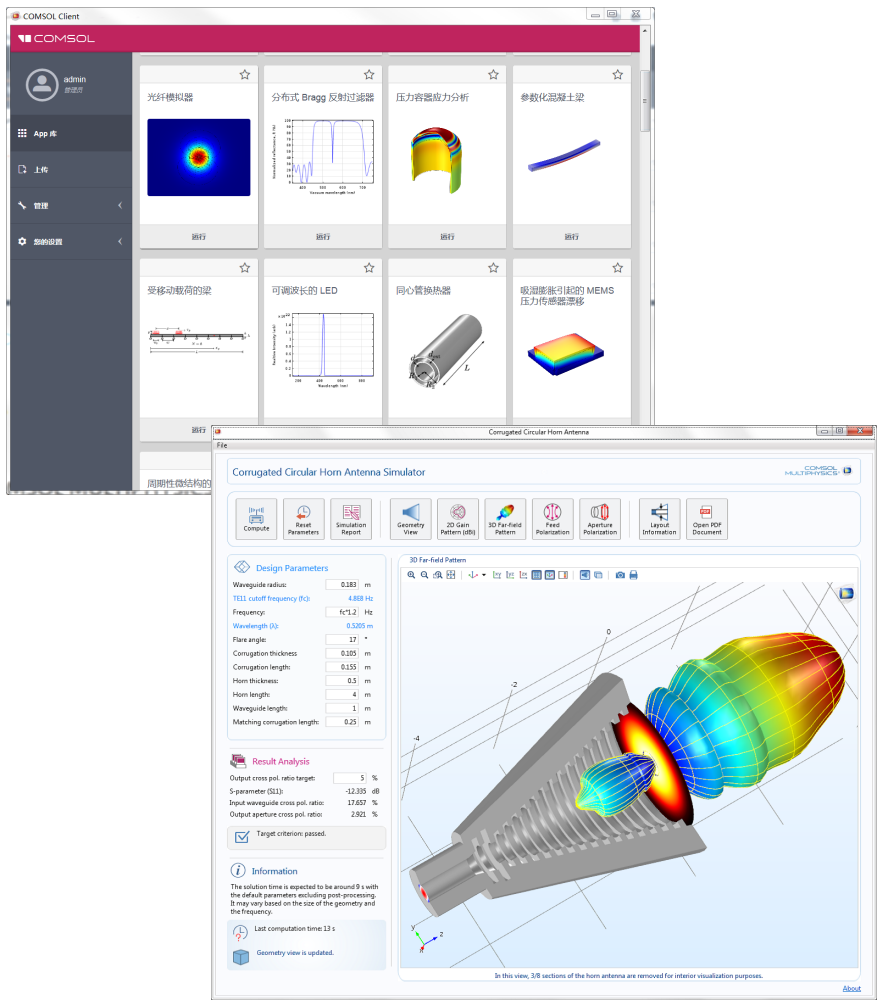 COMSOL Client
COMSOL
admin
管理员
App 库
上传
管理
您的设置
光纤模拟器
分布式 Bragg 反射过滤器
压力容器应力分析
参数化混凝土梁
Vacuum wavelength (nm)
运行
运行
运行
运行
受移动载荷的梁
可调波长的 LED
同心管换热器
吸湿膨胀引起的 MEMS
压力传感器漂移
Wavelength (nm)
运行
周期性微结构的
Corrugated Circular Horn Antenna
File
Corrugated Circular Horn Antenna Simulator
COMSOL
MULTIPHYSICS
Compute
Reset
Parameters
Simulation
Report
Geometry
View
2D Gain
Pattern (dBi)
3D Far-field
Pattern
Feed
Polarization
Aperture
Polarization
Layout
Information
Open PDF
Document
Design Parameters
Waveguide radius: 0.183 m
TE11 cutoff frequency (fc): 4.8E8 Hz
Frequency: fc*1.2 Hz
Wavelength (λ): 0.5205 m
Flare angle: 17 °
Corrugation thickness 0.105 m
Corrugation length: 0.155 m
Horn thickness: 0.5 m
Horn length: 4 m
Waveguide length: 1 m
Matching corrugation length: 0.25 m
Result Analysis
Output cross pol. ratio target: 5 %
S-parameter (S11): -12.335 dB
Input waveguide cross pol. ratio: 17.657 %
Output aperture cross pol. ratio: 2.921 %
Target criterion: passed.
Information
The solution time is expected to be around 9 s with
the default parameters excluding post-processing.
It may vary based on the size of the geometry and
the frequency.
Last computation time: 13 s
Geometry view is updated.
3D Far-field Pattern
0
-2
-4
y
z
x
In this view, 3/8 sections of the horn antenna are removed for interior visualization purposes.
About